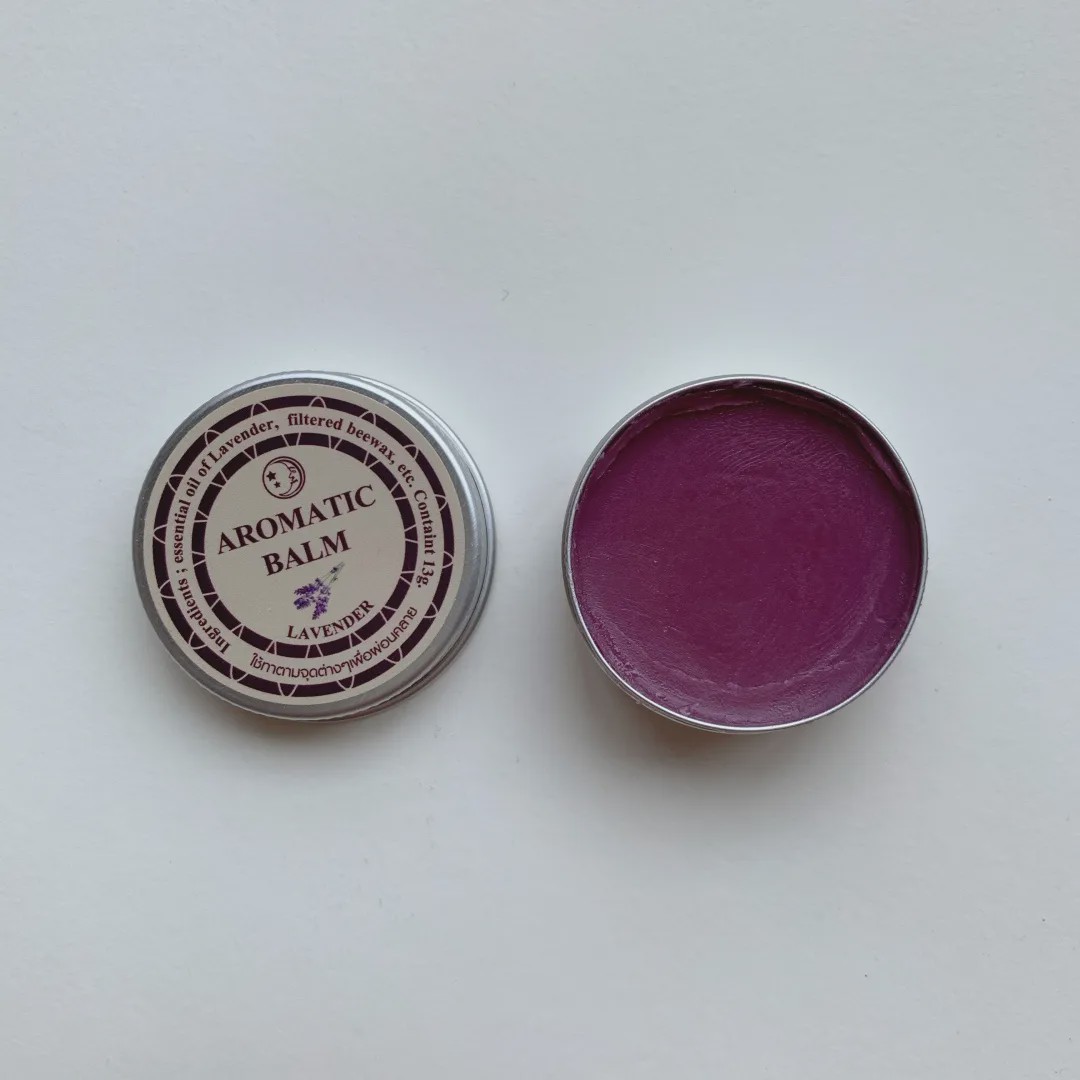 Ingredients ; essential oil of Lavender, filtered beewax, etc. Containt 13g.
AROMATIC
BALM
LAVENDER
ใช้ทาตามจุดต่างๆเพื่อผ่อนคลาย